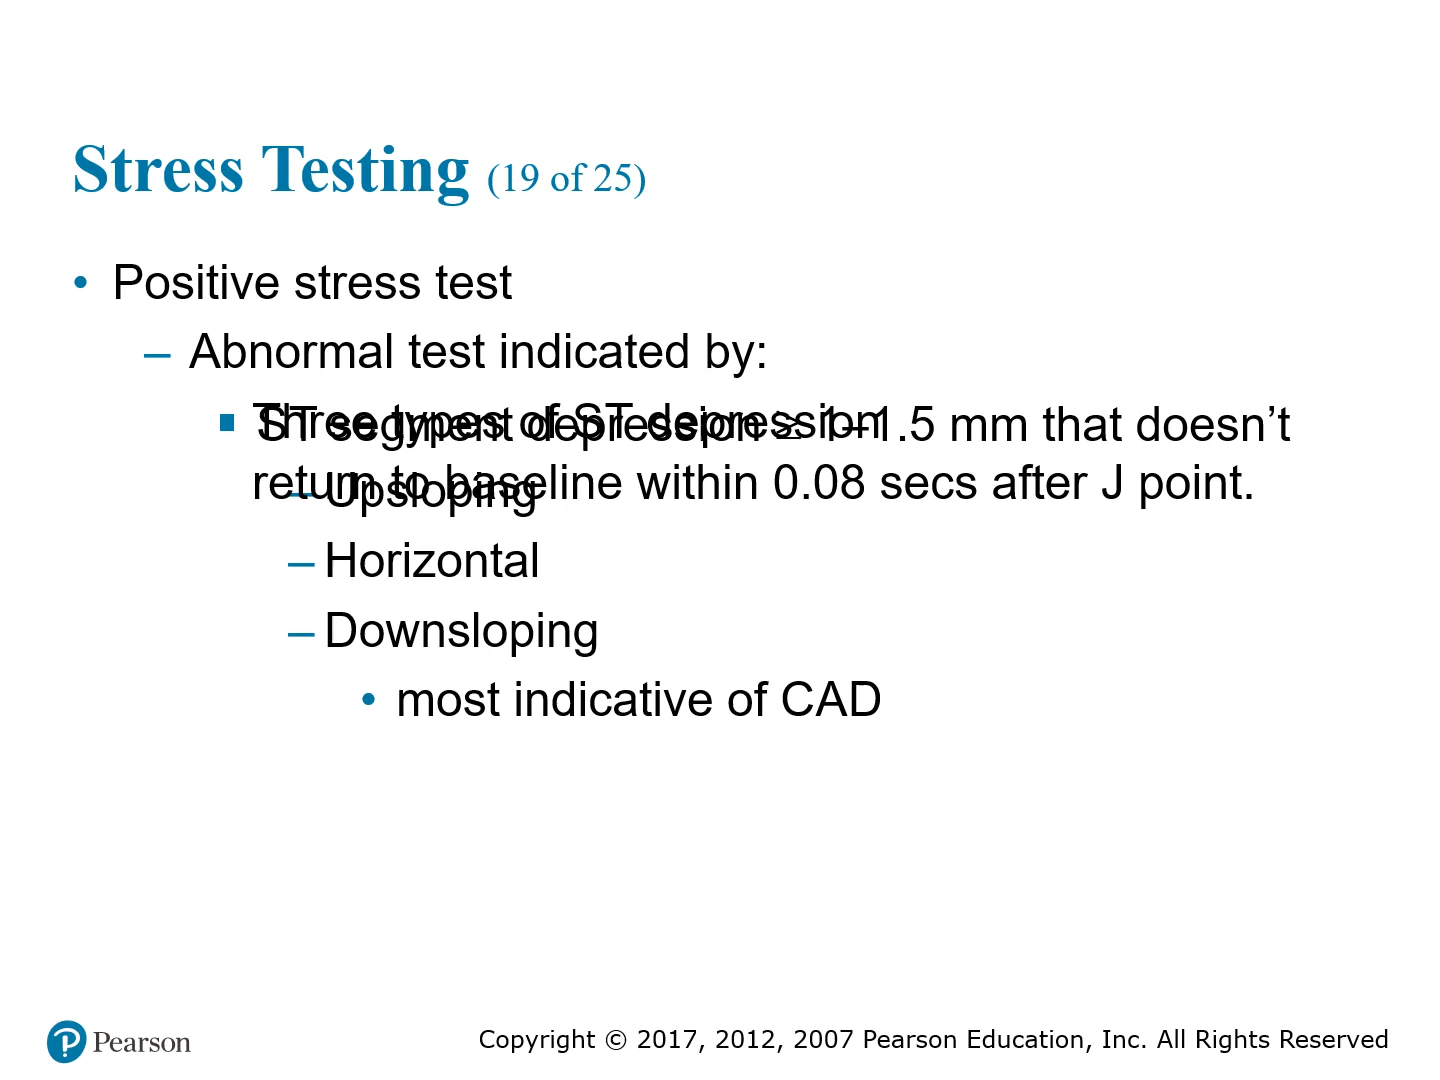 Stress Testing (19 of 25)
• Positive stress test
– Abnormal test indicated by:
▪ ST segment depression ≥ 1–1.5 mm that doesn’t
return to baseline within 0.08 secs after J point.
Three types of ST depression
– Upsloping
– Horizontal
– Downsloping
• most indicative of CAD
Pearson
Copyright © 2017, 2012, 2007 Pearson Education, Inc. All Rights Reserved